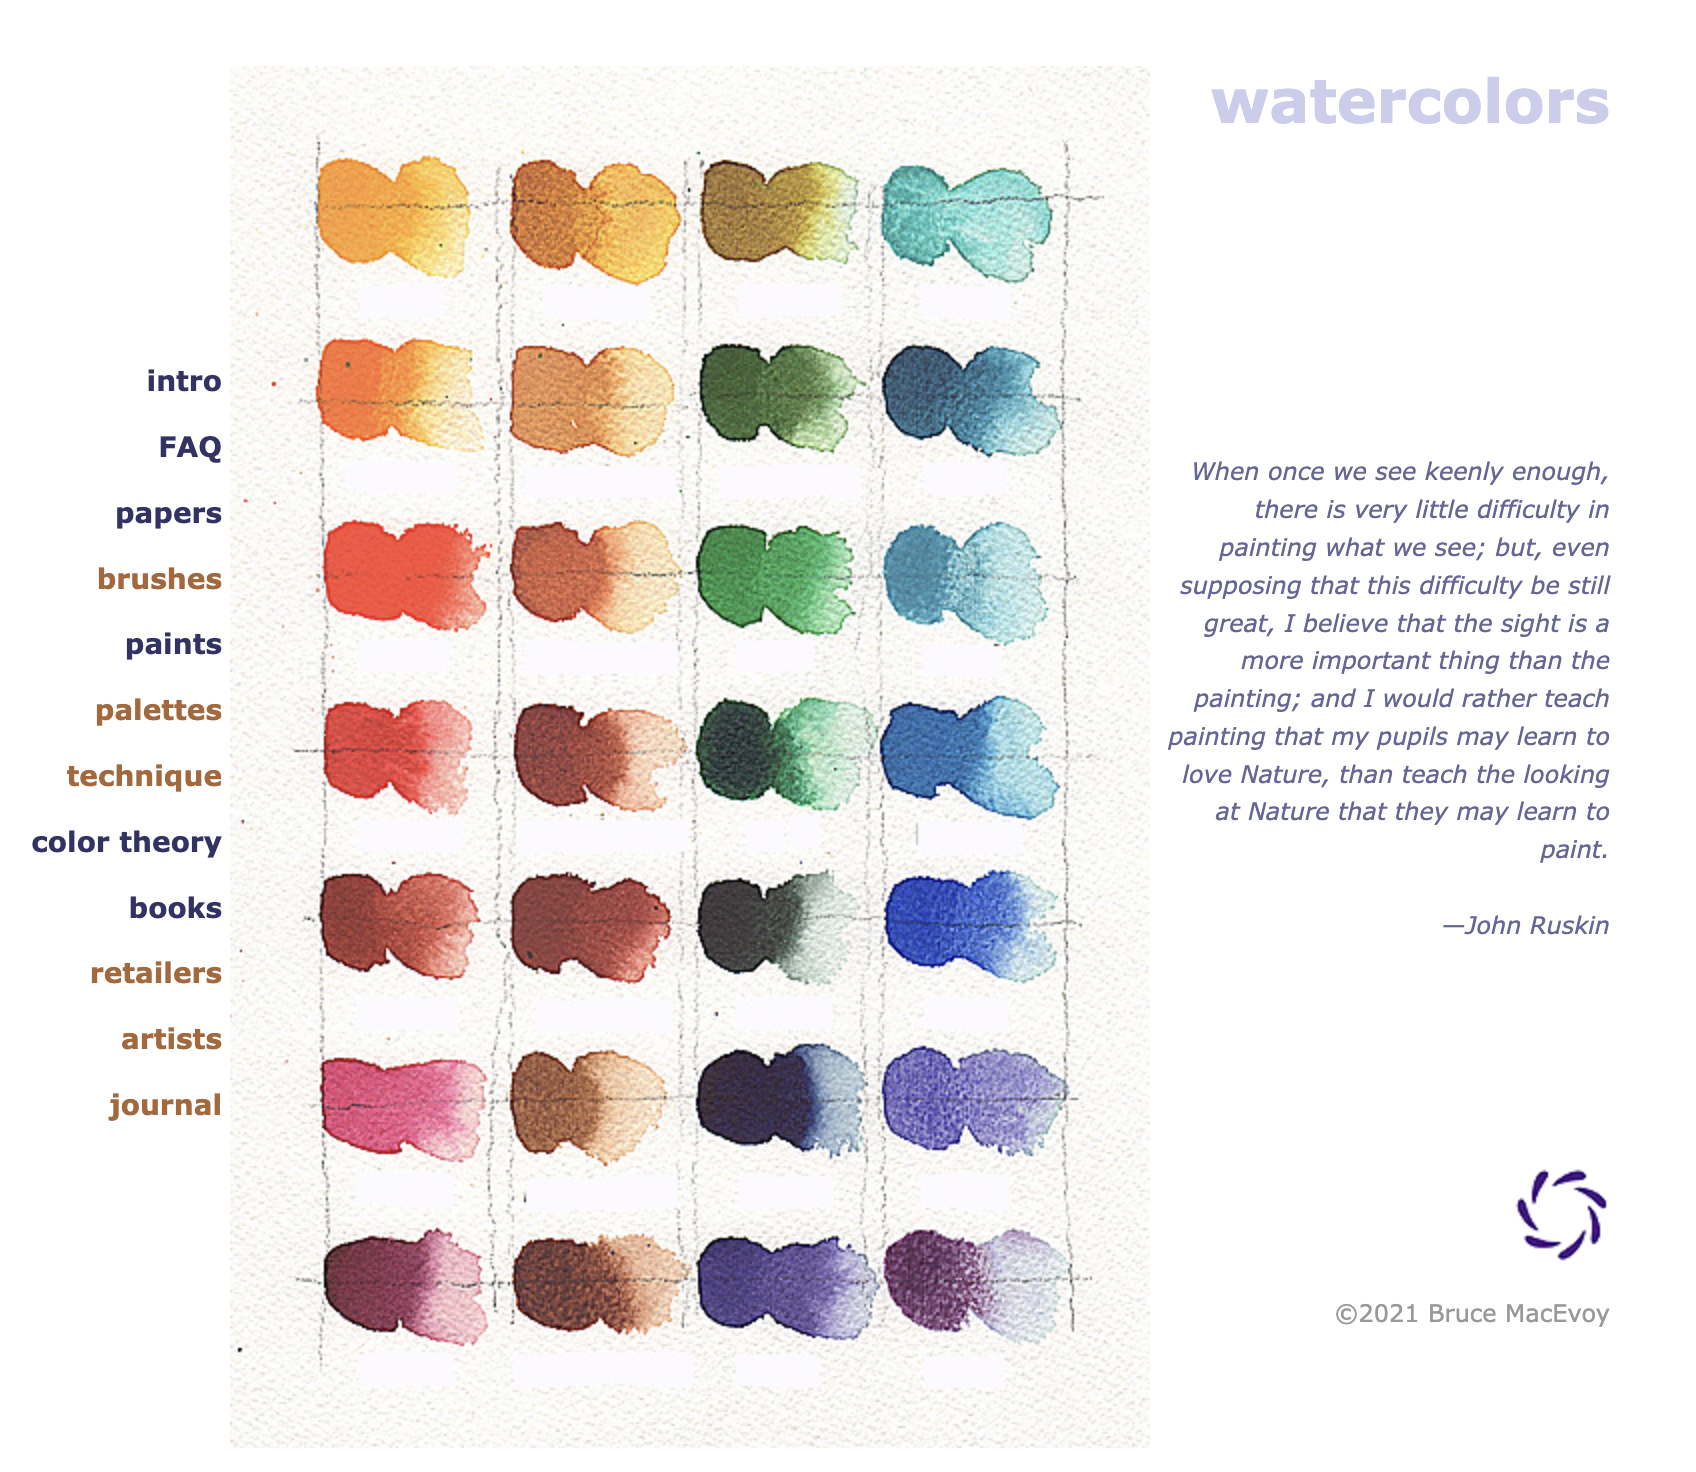 watercolors
intro
FAQ
papers
brushes
paints
palettes
technique
color theory
books
retailers
artists
journal
When once we see keenly enough,
there is very little difficulty in
painting what we see; but, even
supposing that this difficulty be still
great, I believe that the sight is a
more important thing than the
painting; and I would rather teach
painting that my pupils may learn to
love Nature, than teach the looking
at Nature that they may learn to
paint.
—John Ruskin
©2021 Bruce MacEvoy